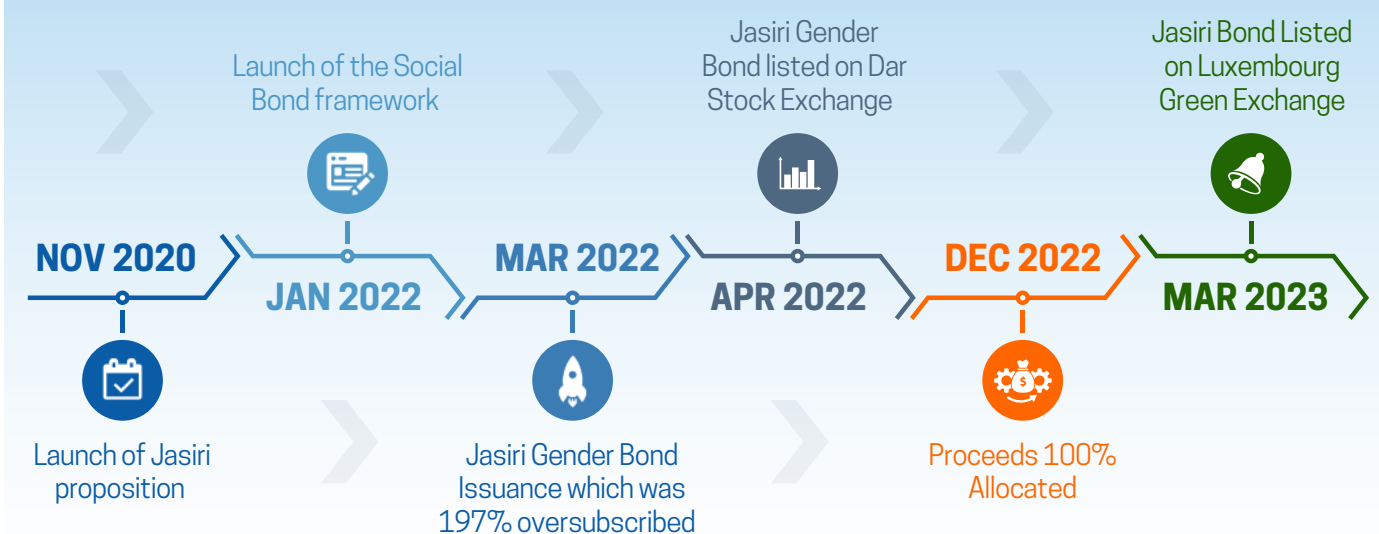 NOV 2020
Launch of Jasiri
proposition
Launch of the Social
Bond framework
JAN 2022
MAR 2022
Jasiri Gender Bond
Issuance which was
197% oversubscribed
Jasiri Gender
Bond listed on Dar
Stock Exchange
APR 2022
DEC 2022
Proceeds 100%
Allocated
Jasiri Bond Listed
on Luxembourg
Green Exchange
MAR 2023
$